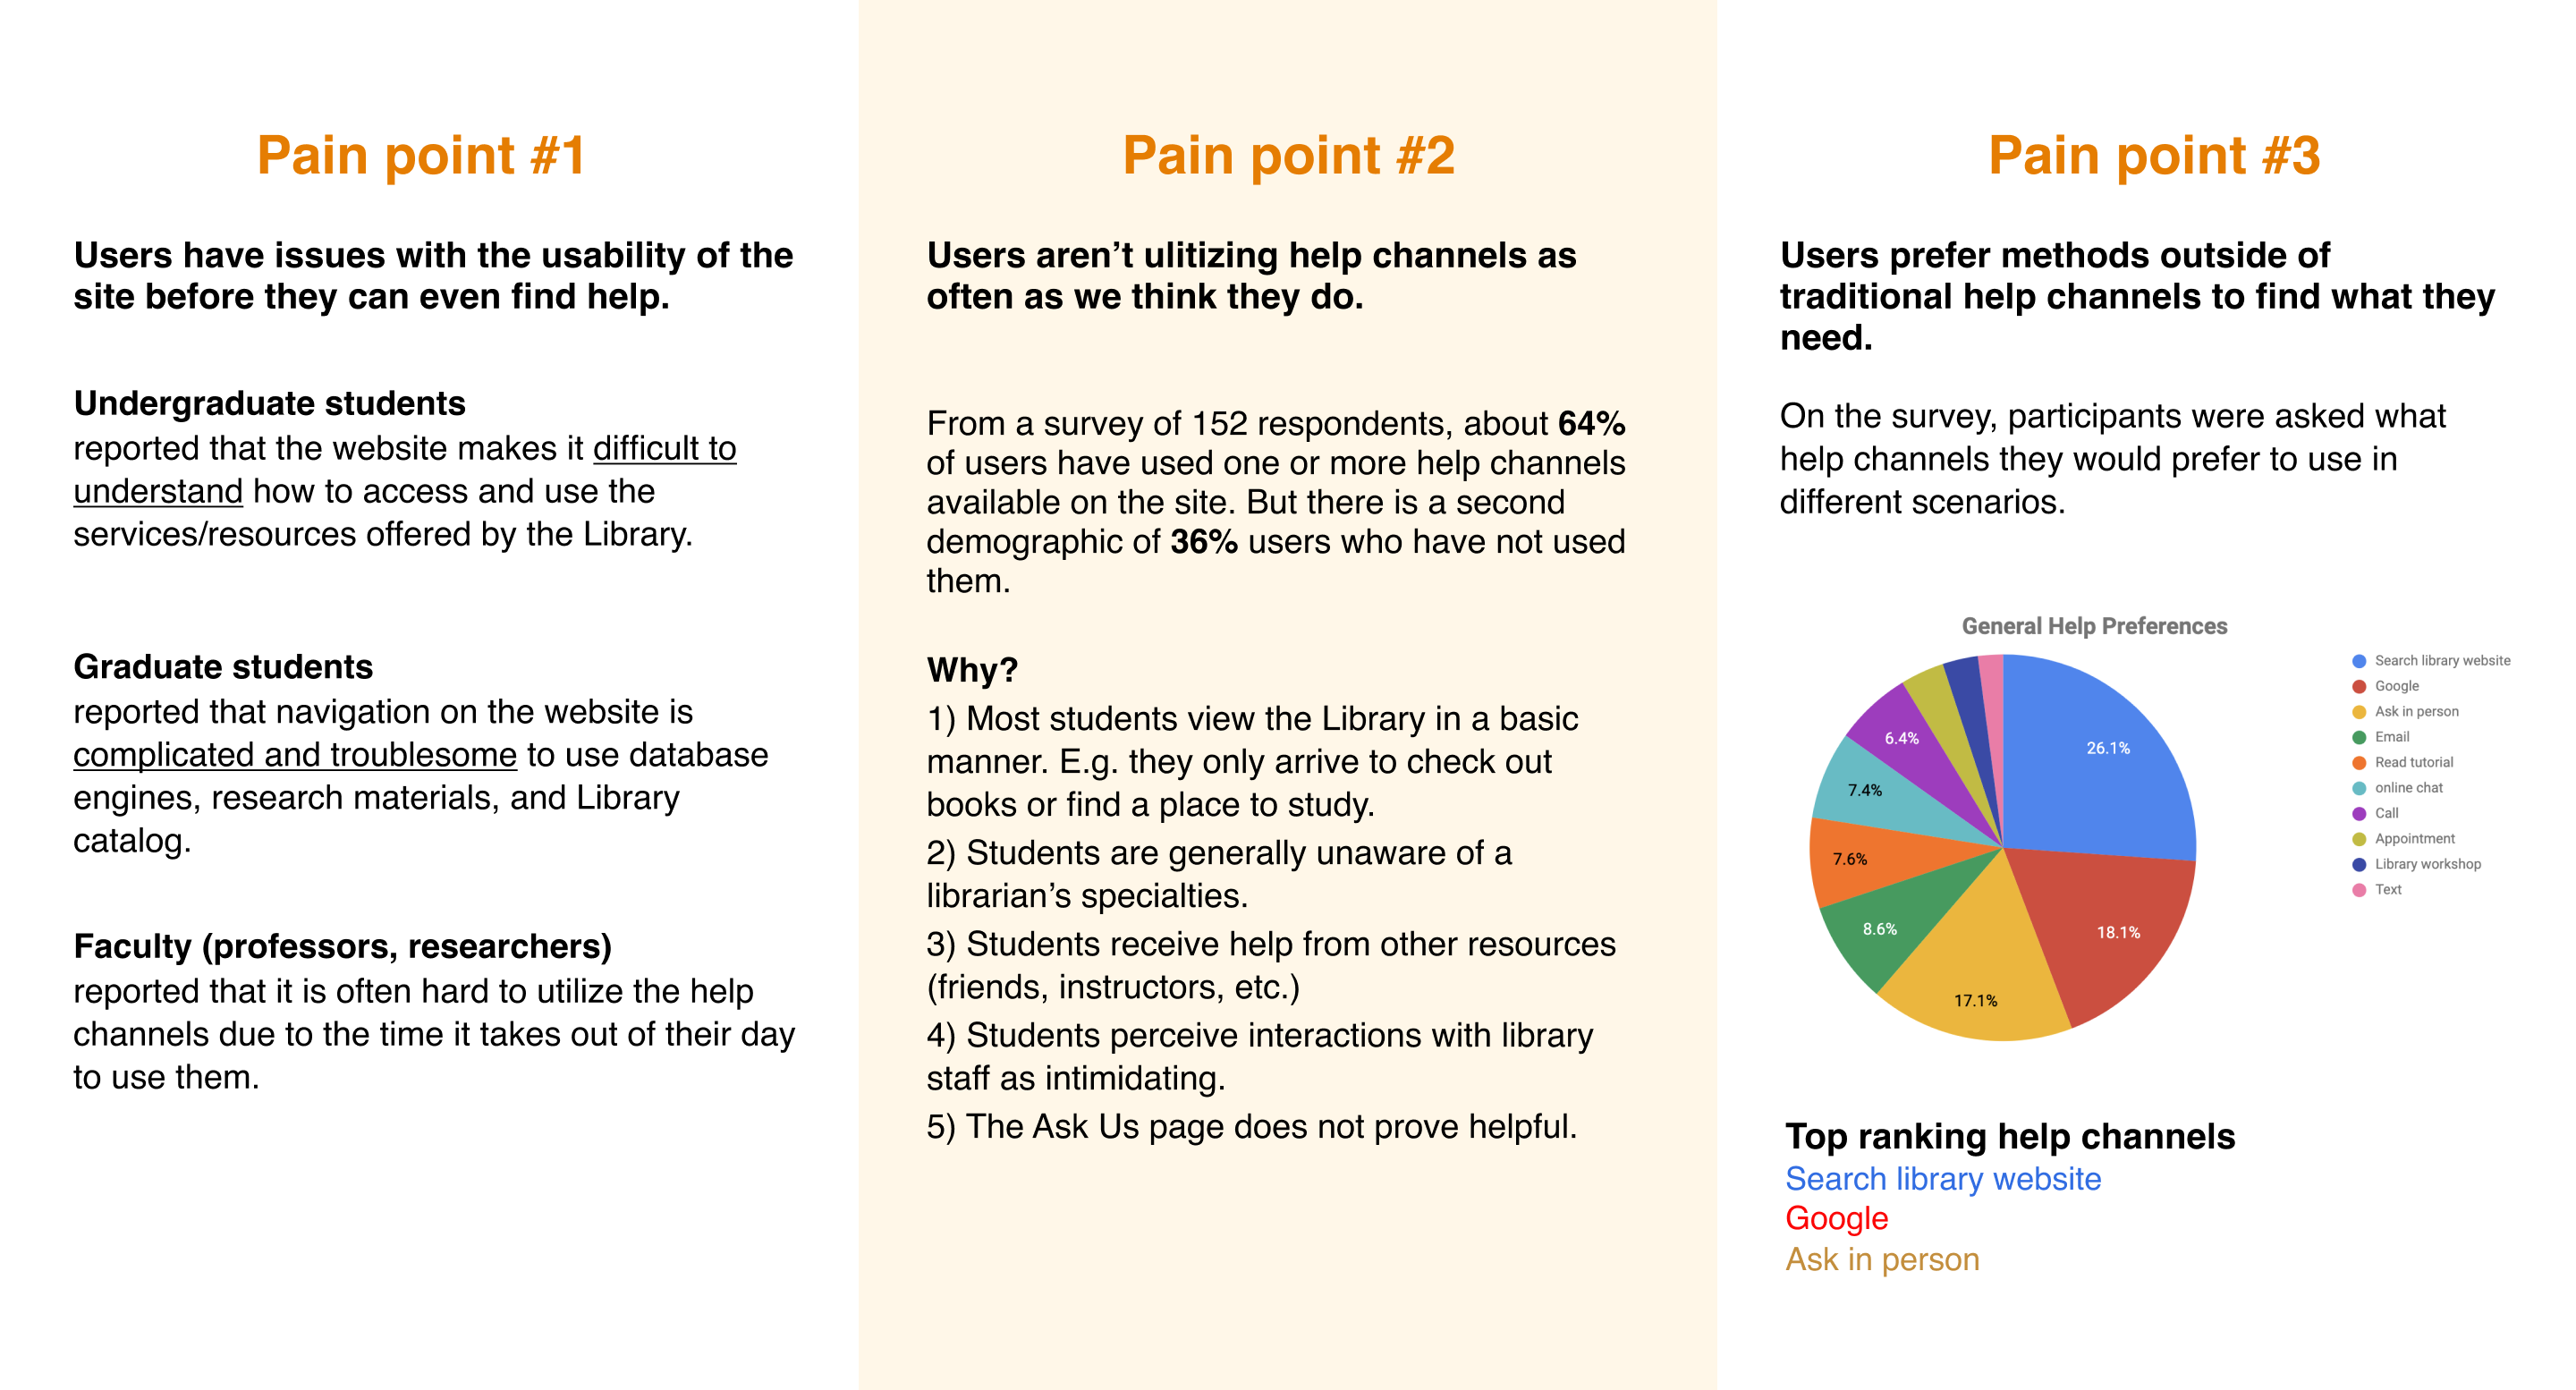 Pain point #1
Users have issues with the usability of the
site before they can even find help.
Undergraduate students
reported that the website makes it difficult to
understand how to access and use the
services/resources offered by the Library.
Graduate students
reported that navigation on the website is
complicated and troublesome to use database
engines, research materials, and Library
catalog.
Faculty (professors, researchers)
reported that it is often hard to utilize the help
channels due to the time it takes out of their day
to use them.
Pain point #2
Users aren’t ulitizing help channels as
often as we think they do.
From a survey of 152 respondents, about 64%
of users have used one or more help channels
available on the site. But there is a second
demographic of 36% users who have not used
them.
Why?
1) Most students view the Library in a basic
manner. E.g. they only arrive to check out
books or find a place to study.
2) Students are generally unaware of a
librarian’s specialties.
3) Students receive help from other resources
(friends, instructors, etc.)
4) Students perceive interactions with library
staff as intimidating.
5) The Ask Us page does not prove helpful.
Pain point #3
Users prefer methods outside of
traditional help channels to find what they
need.
On the survey, participants were asked what
help channels they would prefer to use in
different scenarios.
General Help Preferences
26.1%
18.1%
17.1%
8.6%
7.6%
7.4%
6.4%
Search library website
Google
Ask in person
Email
Read tutorial
online chat
Call
Appointment
Library workshop
Text
Top ranking help channels
Search library website
Google
Ask in person